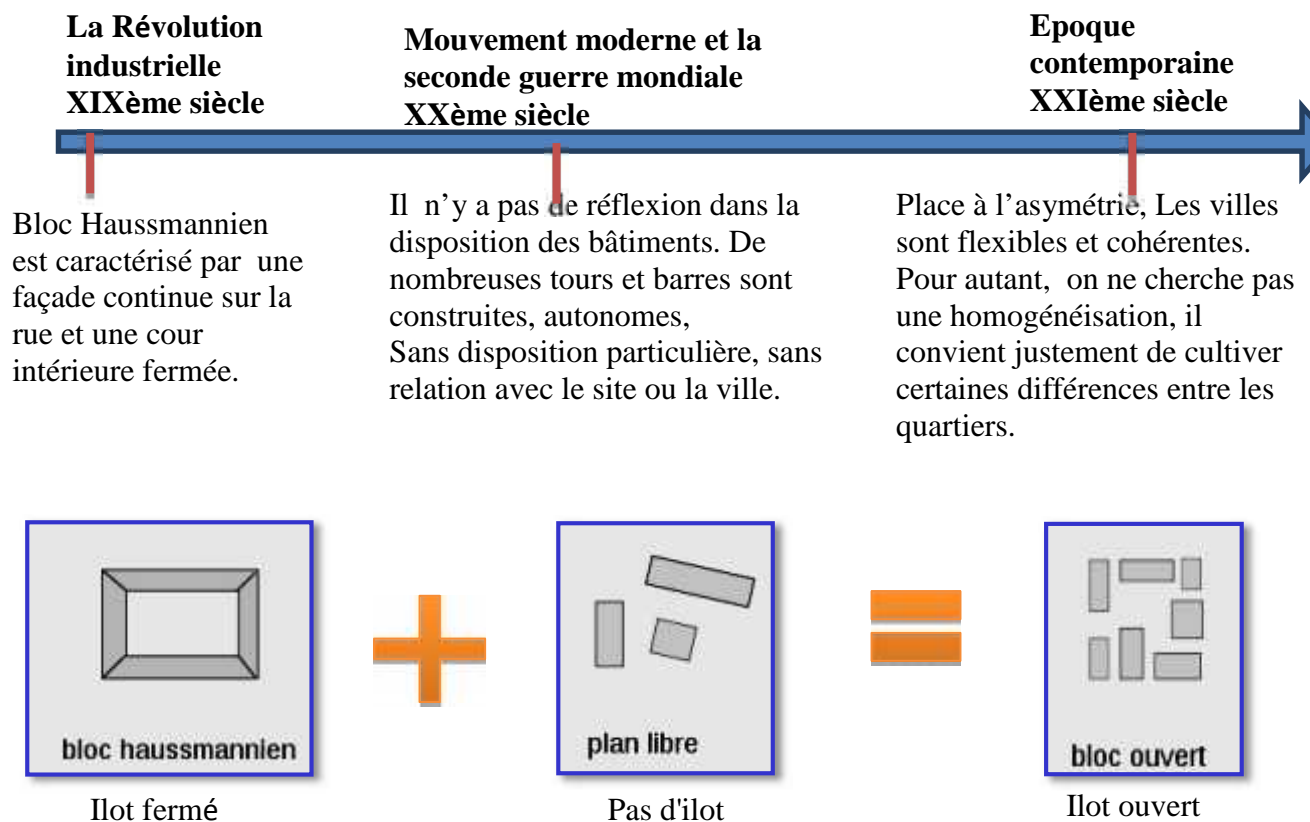 La Révolution
industrielle
XIXème siècle
Mouvement moderne et la
seconde guerre mondiale
XXème siècle
Epoque
contemporaine
XXIème siècle
Bloc Haussmannien
est caractérisé par une
façade continue sur la
rue et une cour
intérieure fermée.
Il n’y a pas de réflexion dans la
disposition des bâtiments. De
nombreuses tours et barres sont
construites, autonomes,
Sans disposition particulière, sans
relation avec le site ou la ville.
Place à l’asymétrie, Les villes
sont flexibles et cohérentes.
Pour autant, on ne cherche pas
une homogénéisation, il
convient justement de cultiver
certaines différences entre les
quartiers.
bloc haussmannien
plan libre
bloc ouvert
Ilot fermé
Pas d'ilot
Ilot ouvert